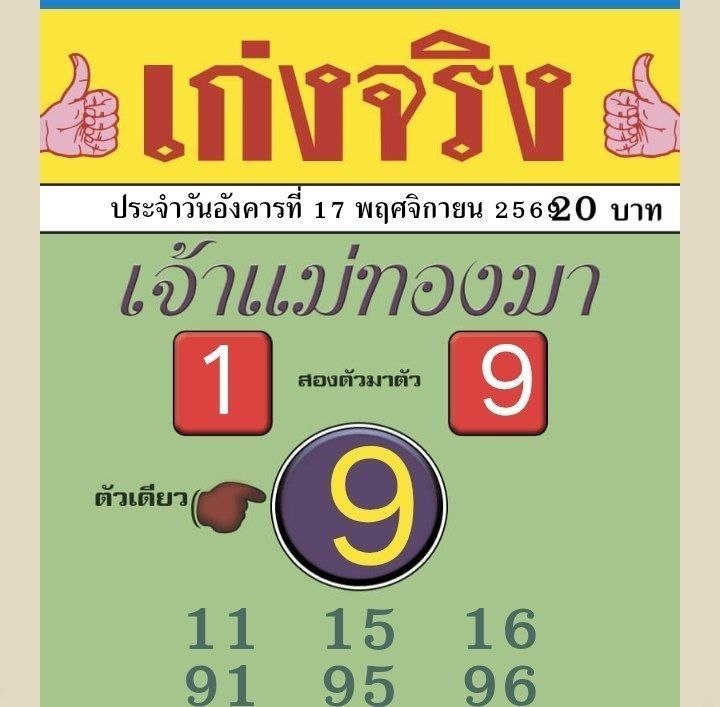 เก่งจริง
ประจำวันอังคารที่ 17 พฤศจิกายน 2569 20 บาท
เจ้าแม่ทองมา
1 สองตัวมาตัว 9
ตัวเดียว 9
11 15 16
91 95 96